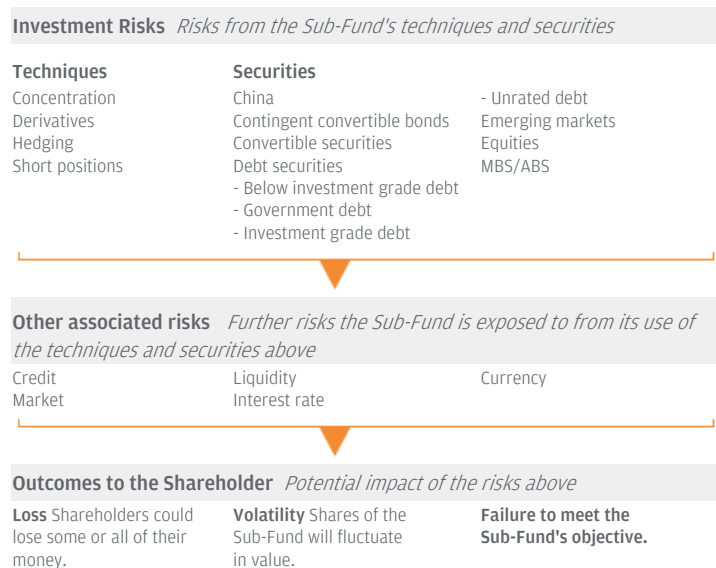 Investment Risks Risks from the Sub-Fund's techniques and securities
Techniques
Concentration
Derivatives
Hedging
Short positions
Securities
China
Contingent convertible bonds
Convertible securities
Debt securities
- Below investment grade debt
- Government debt
- Investment grade debt
- Unrated debt
Emerging markets
Equities
MBS/ABS
Other associated risks Further risks the Sub-Fund is exposed to from its use of
the techniques and securities above
Credit
Market
Liquidity
Interest rate
Currency
Outcomes to the Shareholder Potential impact of the risks above
Loss Shareholders could
lose some or all of their
money.
Volatility Shares of the
Sub-Fund will fluctuate
in value.
Failure to meet the
Sub-Fund's objective.